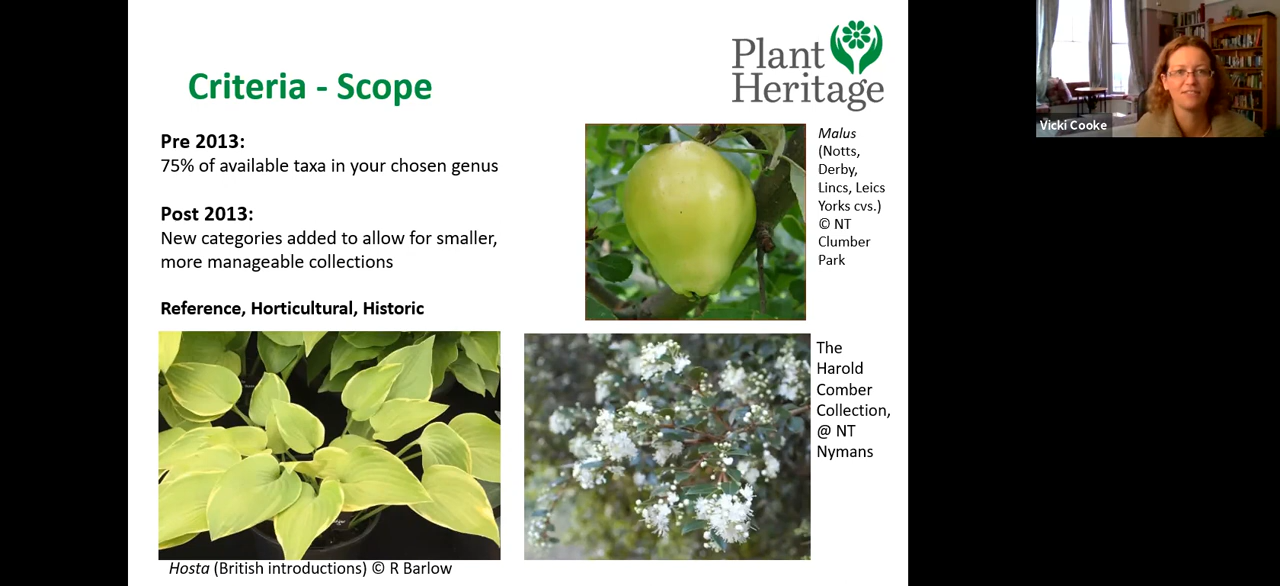 Criteria - Scope
Plant
Heritage
Pre 2013:
75% of available taxa in your chosen genus
Post 2013:
New categories added to allow for smaller,
more manageable collections
Reference, Horticultural, Historic
Malus
(Notts,
Derby,
Lincs, Leics
Yorks cvs.)
© NT
Clumber
Park
The
Harold
Comber
Collection,
@ NT
Nymans
Hosta (British introductions) © R Barlow
Vicki Cooke